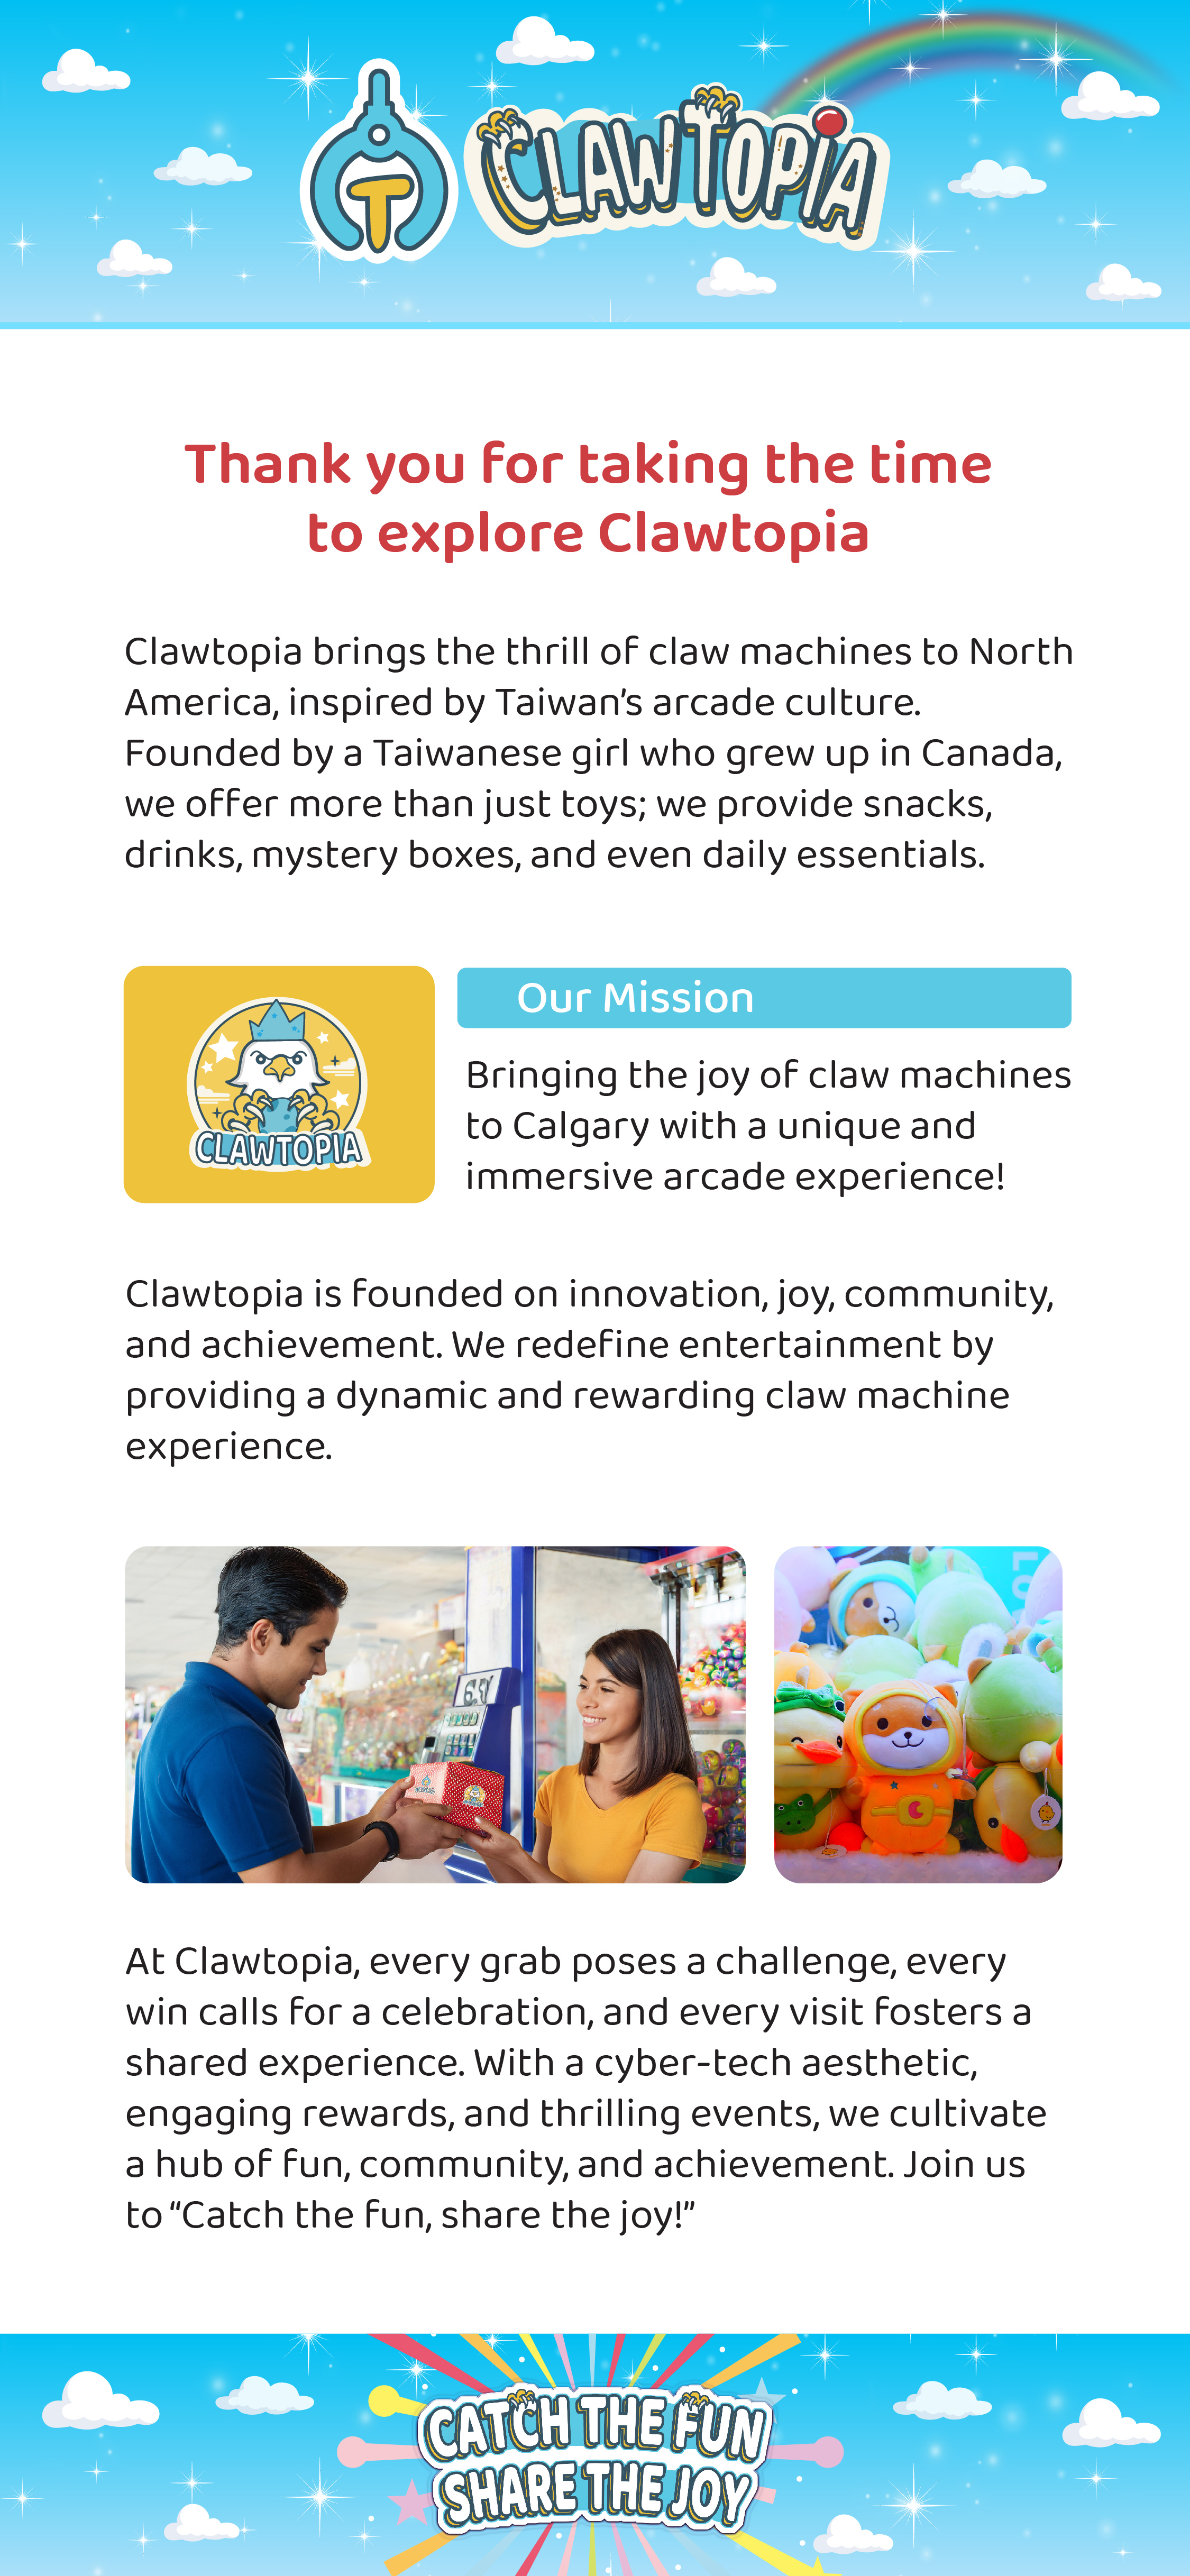 T
CLAWTOPIA
Thank you for taking the time
to explore Clawtopia
Clawtopia brings the thrill of claw machines to North
America, inspired by Taiwan’s arcade culture.
Founded by a Taiwanese girl who grew up in Canada,
we offer more than just toys; we provide snacks,
drinks, mystery boxes, and even daily essentials.
CLAWTOPIA
Our Mission
Bringing the joy of claw machines
to Calgary with a unique and
immersive arcade experience!
Clawtopia is founded on innovation, joy, community,
and achievement. We redefine entertainment by
providing a dynamic and rewarding claw machine
experience.
At Clawtopia, every grab poses a challenge, every
win calls for a celebration, and every visit fosters a
shared experience. With a cyber-tech aesthetic,
engaging rewards, and thrilling events, we cultivate
a hub of fun, community, and achievement. Join us
to “Catch the fun, share the joy!”
CATCH THE FUN
SHARE THE JOY